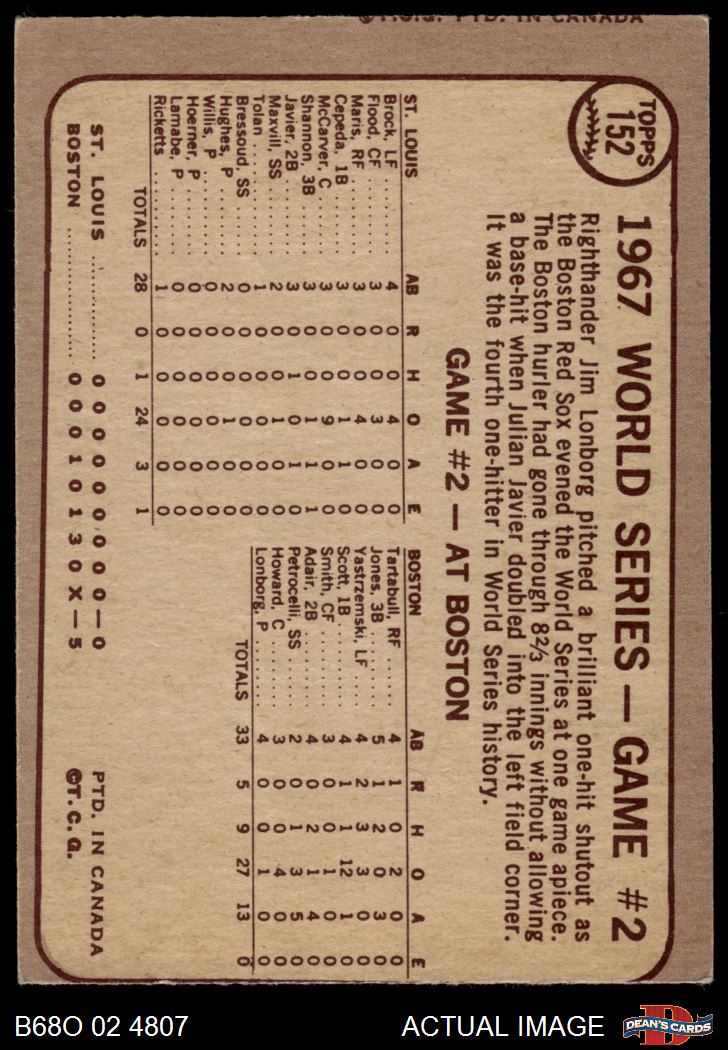 TOPPS
152
1967 WORLD SERIES — GAME #2
Righthander Jim Lonborg pitched a brilliant one-hit shutout as
the Boston Red Sox evened the World Series at one game apiece.
The Boston hurler had gone through 8⅔ innings without allowing
a base-hit when Julian Javier doubled into the left field corner.
It was the fourth one-hitter in World Series history.
GAME #2 — AT BOSTON
ST. LOUIS AB R H O A E
Brock, LF 4 0 0 4 0 0
Flood, CF 3 0 0 3 0 0
Maris, RF 3 0 0 4 0 0
Cepeda, 1B 3 0 0 1 1 0
McCarver, C 3 0 0 9 0 0
Shannon, 3B 3 0 0 1 1 1
Javier, 2B 3 0 1 0 1 0
Maxvill, SS 2 0 0 1 0 0
Tolan 1 0 0 0 0 0
Bressoud, SS 0 0 0 0 0 0
Hughes, P 2 0 0 1 0 0
Willis, P 0 0 0 0 0 0
Hoerner, P 0 0 0 0 0 0
Lamabe, P 0 0 0 0 0 0
Ricketts 1 0 0 0 0 0
TOTALS 28 0 1 24 3 1
BOSTON AB R H O A E
Tartabull, RF 4 1 0 2 0 0
Jones, 3B 5 1 2 0 3 0
Yastrzemski, LF 4 2 3 3 0 0
Scott, 1B 4 1 1 12 1 0
Smith, CF 3 0 0 1 0 0
Adair, 2B 4 0 2 1 4 0
Petrocelli, SS 2 0 1 3 5 0
Howard, C 3 0 0 4 0 0
Lonborg, P 4 0 0 1 0 0
TOTALS 33 5 9 27 13 0
ST. LOUIS 0 0 0 0 0 0 0 0 0 — 0
BOSTON 0 0 0 1 0 1 3 0 X — 5
PTD. IN CANADA
©T.C.G.
©T.C.G. PTD. IN CANADA
B68O 02 4807
ACTUAL IMAGE
D
DEAN'S CARDS